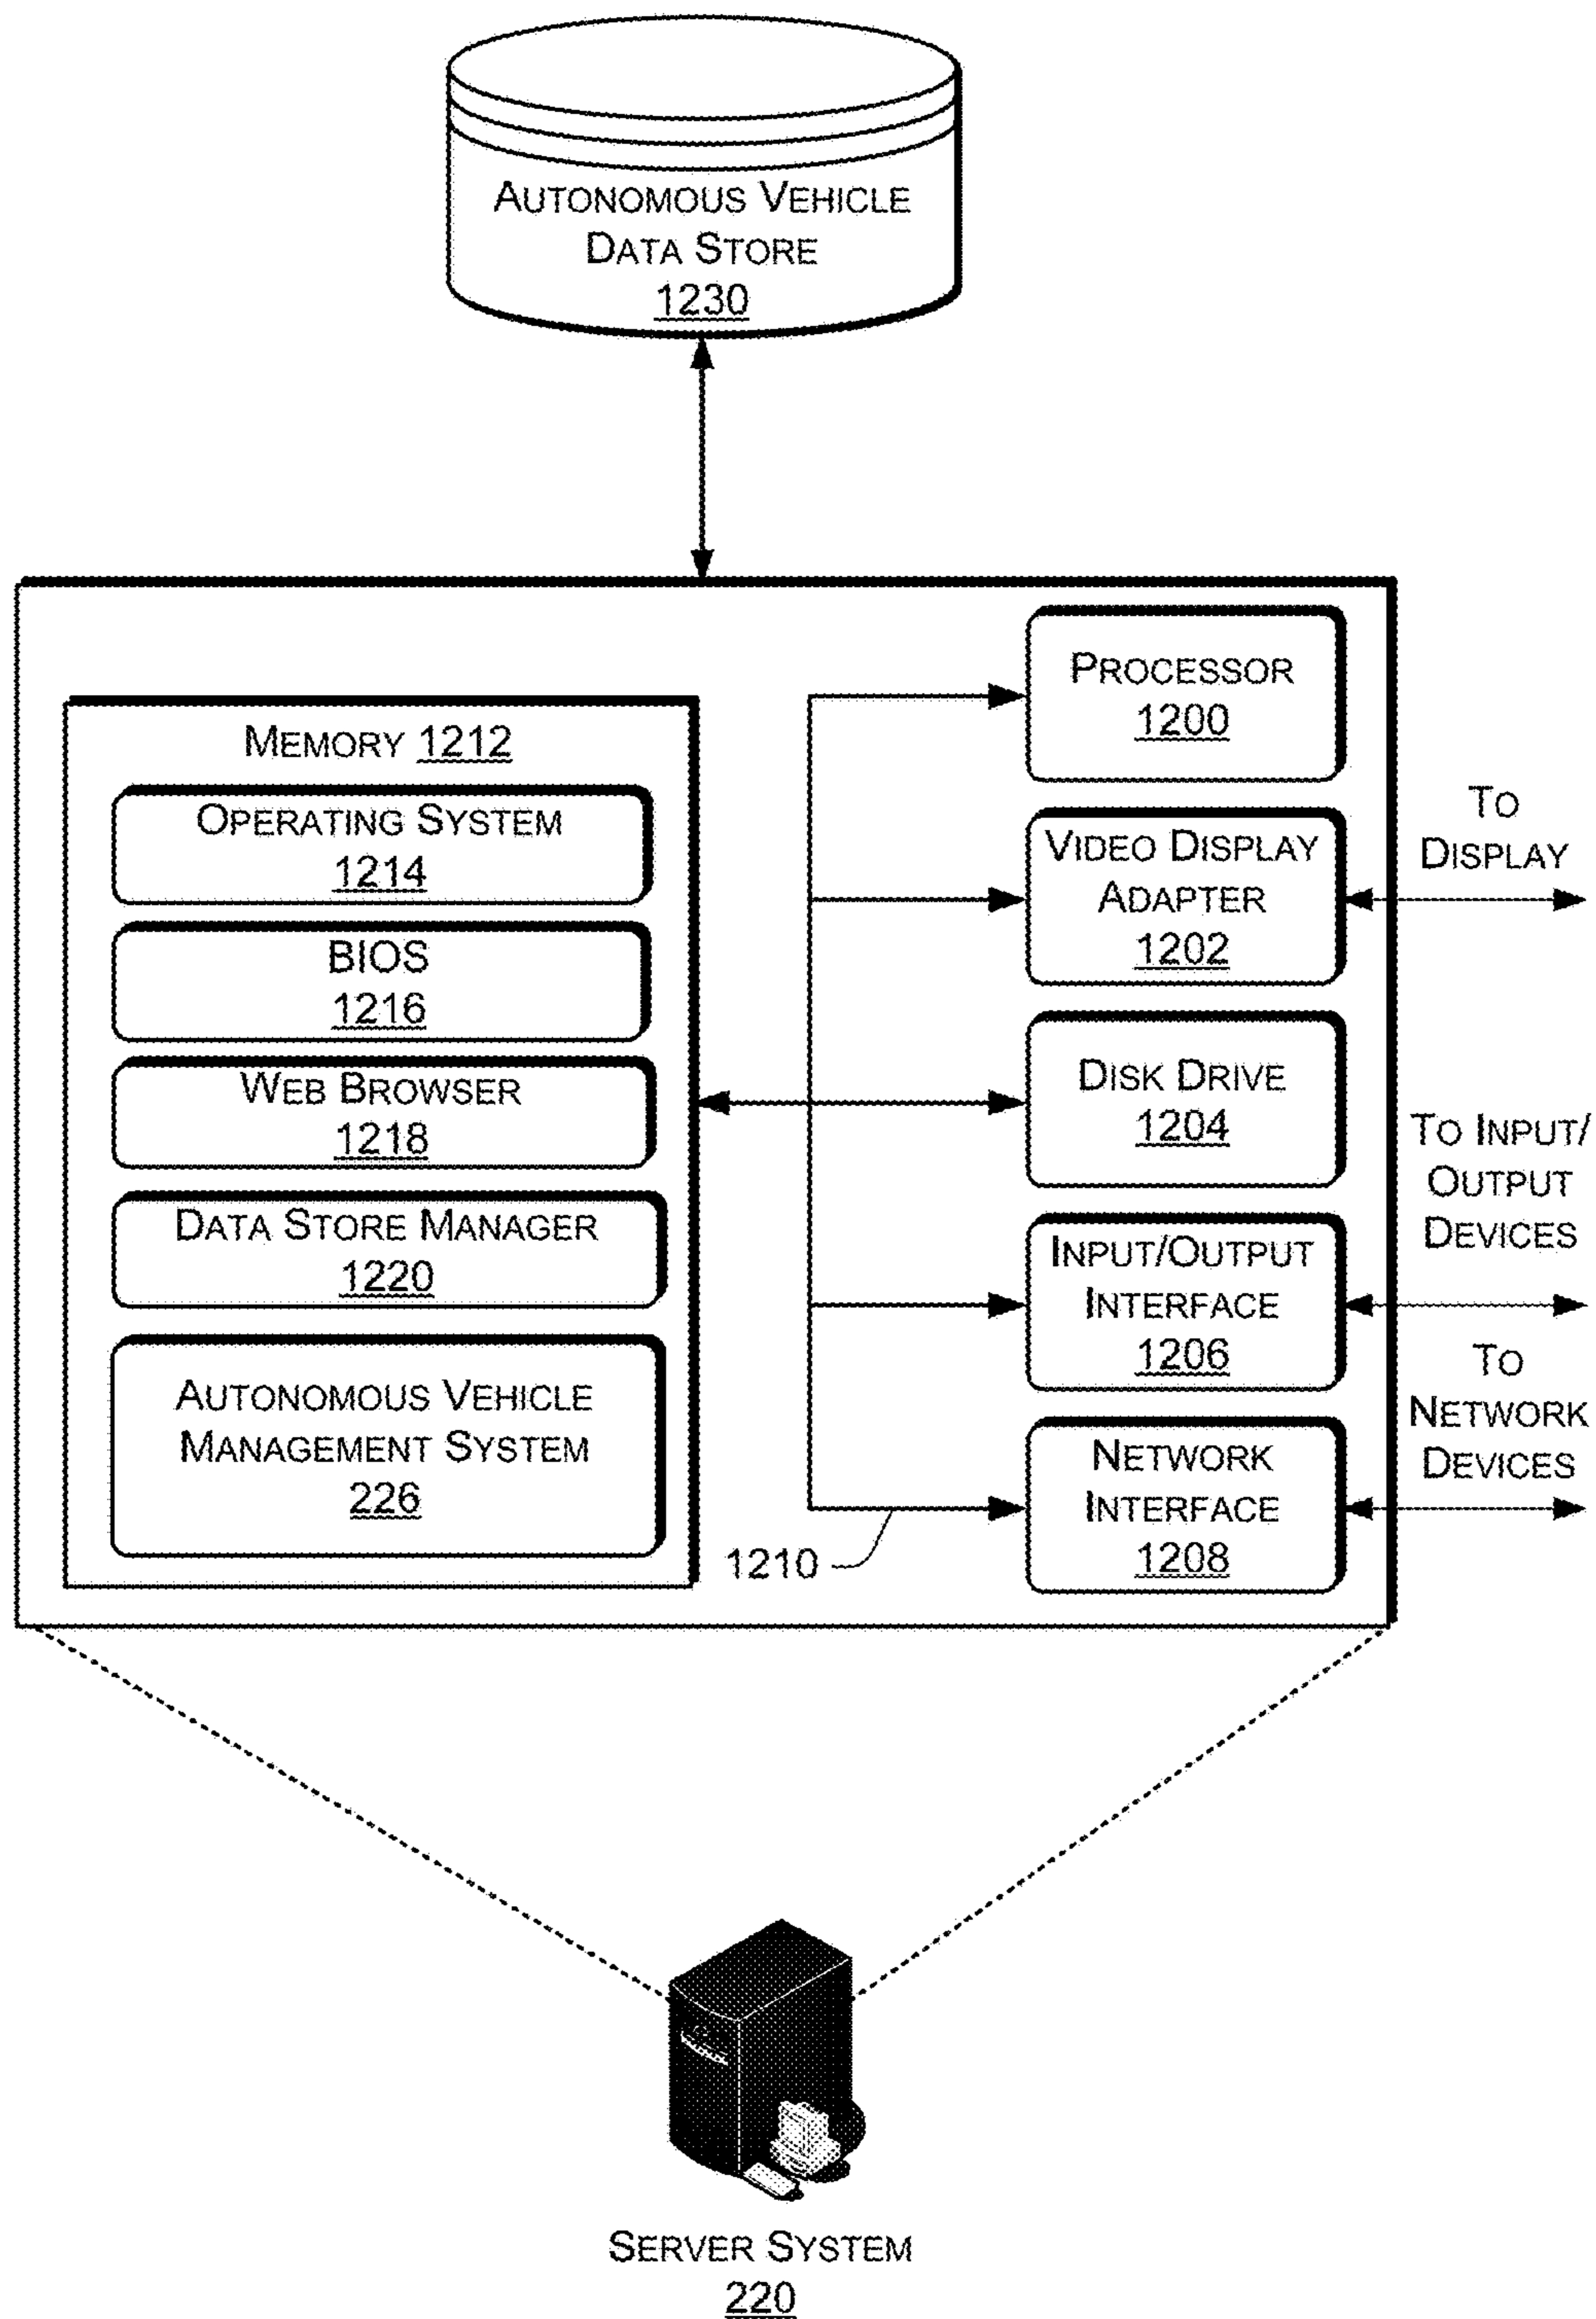 Autonomous Vehicle
Data Store
1230
Memory 1212
Operating System
1214
BIOS
1216
Web Browser
1218
Data Store Manager
1220
Autonomous Vehicle
Management System
226
Processor
1200
Video Display
Adapter
1202
Disk Drive
1204
Input/Output
Interface
1206
Network
Interface
1208
1210
To
Display
To Input/
Output
Devices
To
Network
Devices
Server System
220